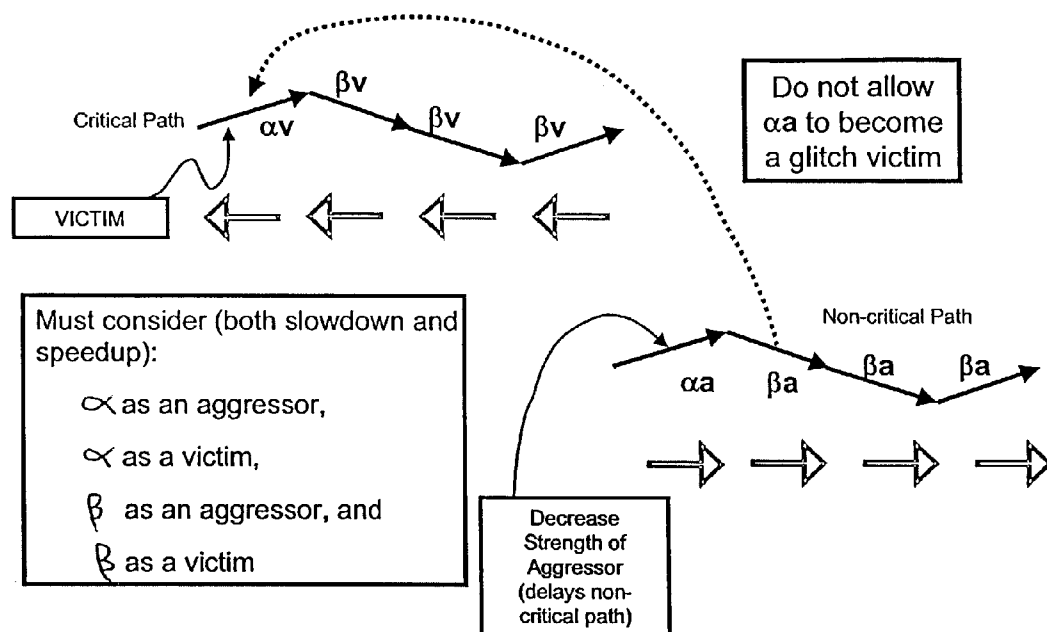 Critical Path
αv
βv
βv
βv
Do not allow
αa to become
a glitch victim
VICTIM
Must consider (both slowdown and
speedup):
α as an aggressor,
α as a victim,
β as an aggressor, and
β as a victim
Non-critical Path
αa
βa
βa
βa
Decrease
Strength of
Aggressor
(delays non-
critical path)